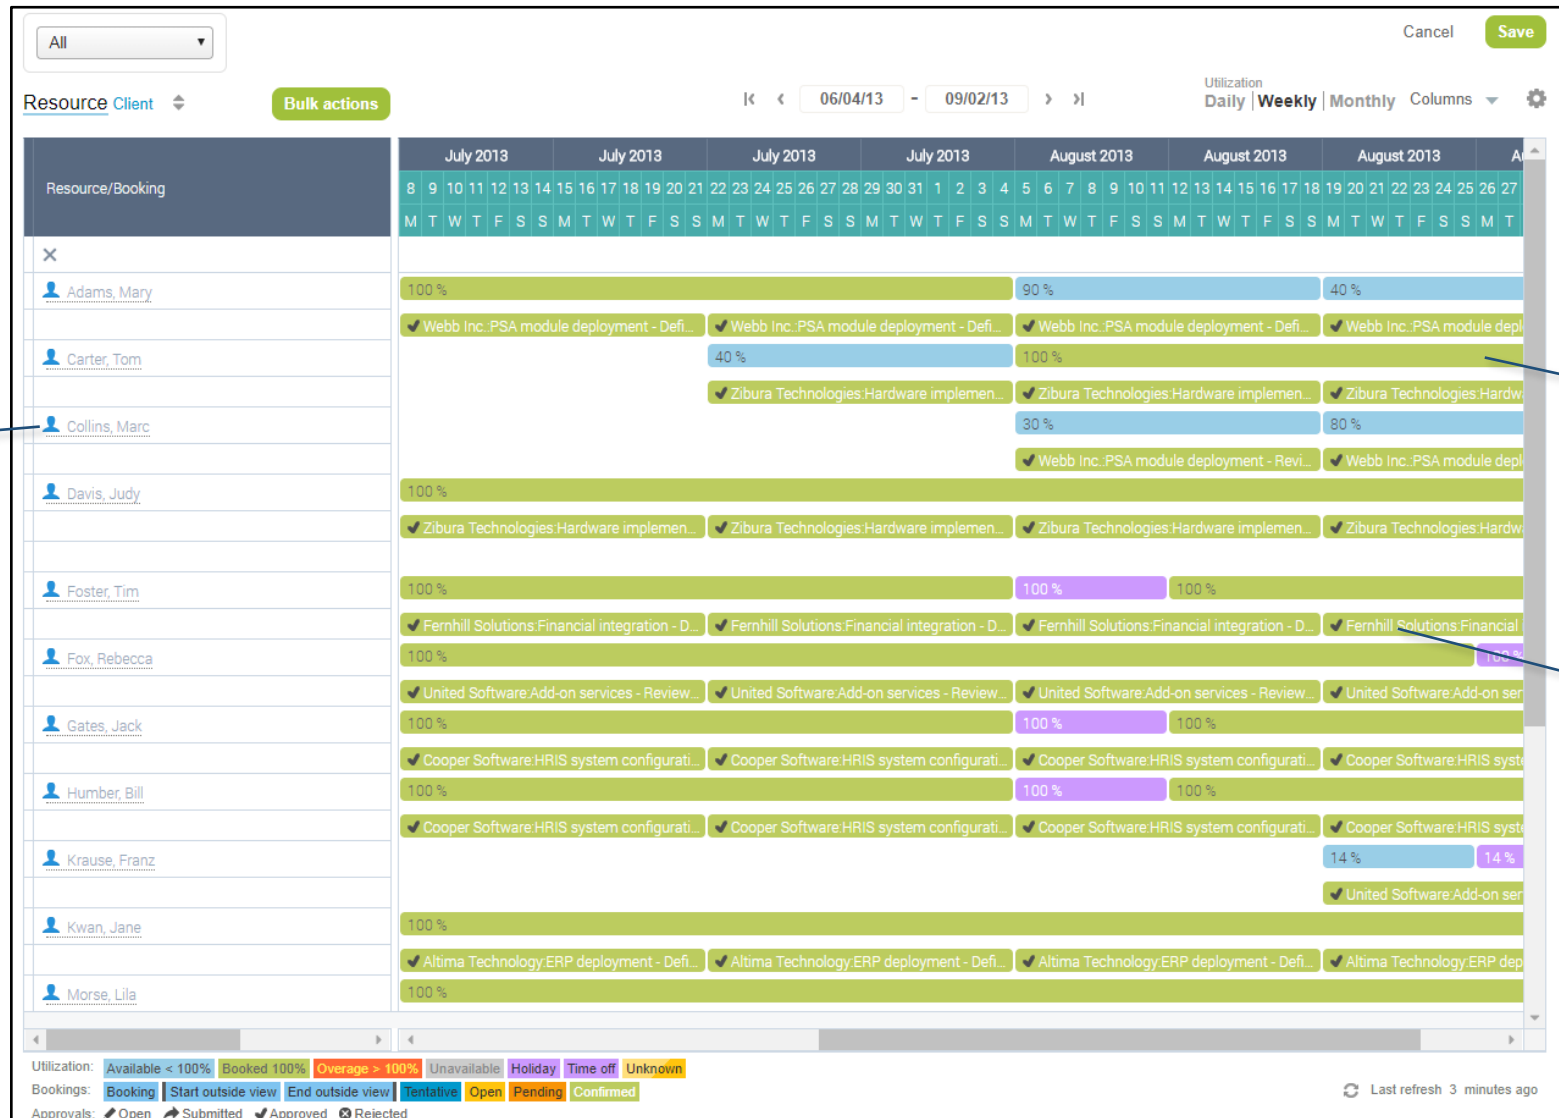 All
Cancel
Save
Resource Client
Bulk actions
06/04/13 - 09/02/13
Utilization
Daily | Weekly | Monthly
Columns
Resource/Booking
July 2013 July 2013 July 2013 July 2013 August 2013 August 2013 August 2013
8 9 10 11 12 13 14 15 16 17 18 19 20 21 22 23 24 25 26 27 28 29 30 31 1 2 3 4 5 6 7 8 9 10 11 12 13 14 15 16 17 18 19 20 21 22 23 24 25 26 27
M T W T F S S M T W T F S S M T W T F S S M T W T F S S M T W T F S S M T W T F S S M T W T F S S M T
Adams, Mary 100 % 90 % 40 %
Webb Inc.:PSA module deployment - Defi... Webb Inc.:PSA module deployment - Defi... Webb Inc.:PSA module deployment - Defi... Webb Inc.:PSA module depl
Carter, Tom 40 % 100 %
Zibura Technologies:Hardware implemen... Zibura Technologies:Hardware implemen... Zibura Technologies:Hardw
Collins, Marc 30 % 80 %
Webb Inc.:PSA module deployment - Revi... Webb Inc.:PSA module depl
Davis, Judy 100 %
Zibura Technologies:Hardware implemen... Zibura Technologies:Hardware implemen... Zibura Technologies:Hardware implemen... Zibura Technologies:Hardw
Foster, Tim 100 % 100 % 100 %
Fernhill Solutions:Financial integration - D... Fernhill Solutions:Financial integration - D... Fernhill Solutions:Financial integration - D... Fernhill Solutions:Financial
Fox, Rebecca 100 % 100 %
United Software:Add-on services - Review... United Software:Add-on services - Review... United Software:Add-on services - Review... United Software:Add-on ser
Gates, Jack 100 % 100 % 100 %
Cooper Software:HRIS system configurati... Cooper Software:HRIS system configurati... Cooper Software:HRIS system configurati... Cooper Software:HRIS syste
Humber, Bill 100 % 100 % 100 %
Cooper Software:HRIS system configurati... Cooper Software:HRIS system configurati... Cooper Software:HRIS system configurati... Cooper Software:HRIS syste
Krause, Franz 14 % 14 %
United Software:Add-on ser
Kwan, Jane 100 %
Altima Technology:ERP deployment - Defi... Altima Technology:ERP deployment - Defi... Altima Technology:ERP deployment - Defi... Altima Technology:ERP dep
Morse, Lila 100 %
Utilization: Available < 100% Booked 100% Overage > 100% Unavailable Holiday Time off Unknown
Bookings: Booking Start outside view End outside view Tentative Open Pending Confirmed
Last refresh 3 minutes ago
Approvals: Open Submitted Approved Rejected